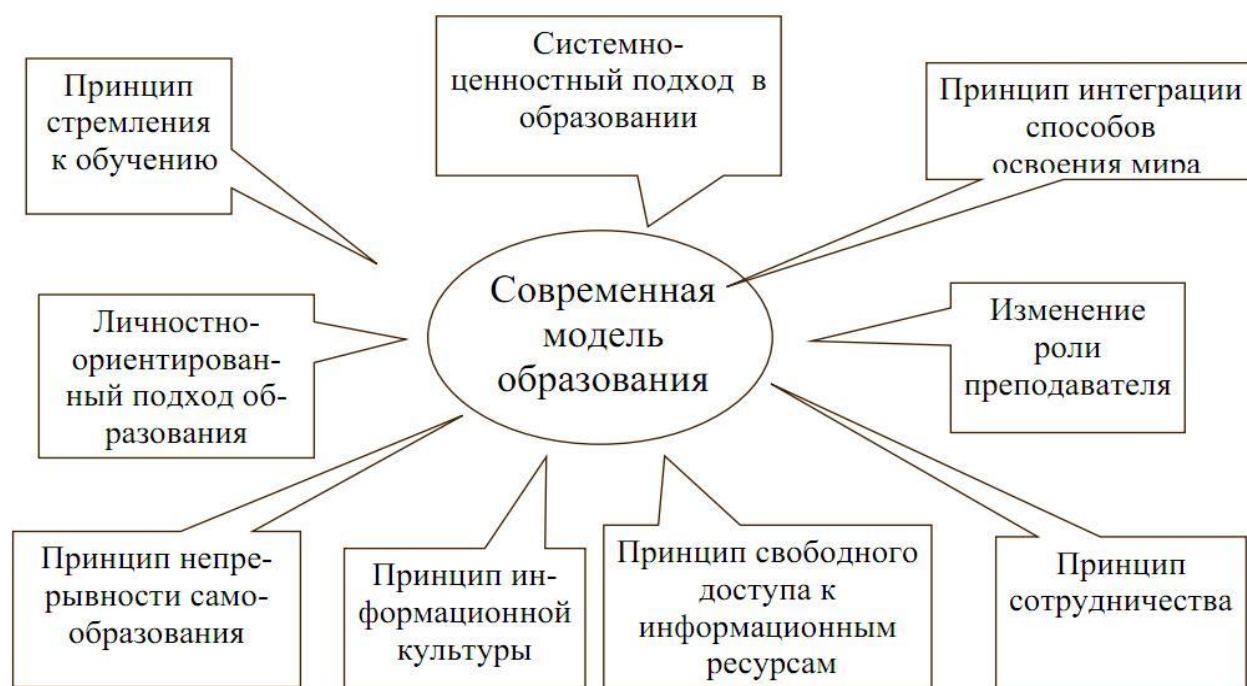 Принцип
стремления
к обучению
Системно-
ценностный подход в
образовании
Принцип интеграции
способов
освоения мира
Личностно-
ориентирован-
ный подход об-
разования
Современная
модель
образования
Изменение
роли
преподавателя
Принцип непре-
рывности само-
образования
Принцип ин-
формационной
культуры
Принцип свободного
доступа к
информационным
ресурсам
Принцип
сотрудничества